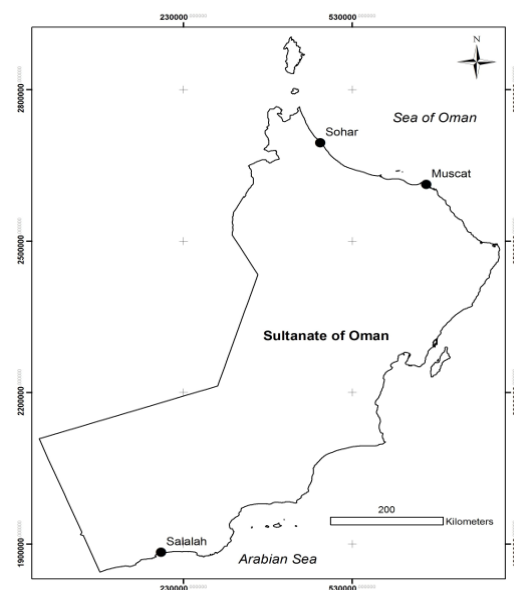 230000 530000
N
2800000
Sea of Oman
Sohar
Muscat
2500000
Sultanate of Oman
2200000
200
Kilometers
Salalah
1900000
Arabian Sea
230000 530000